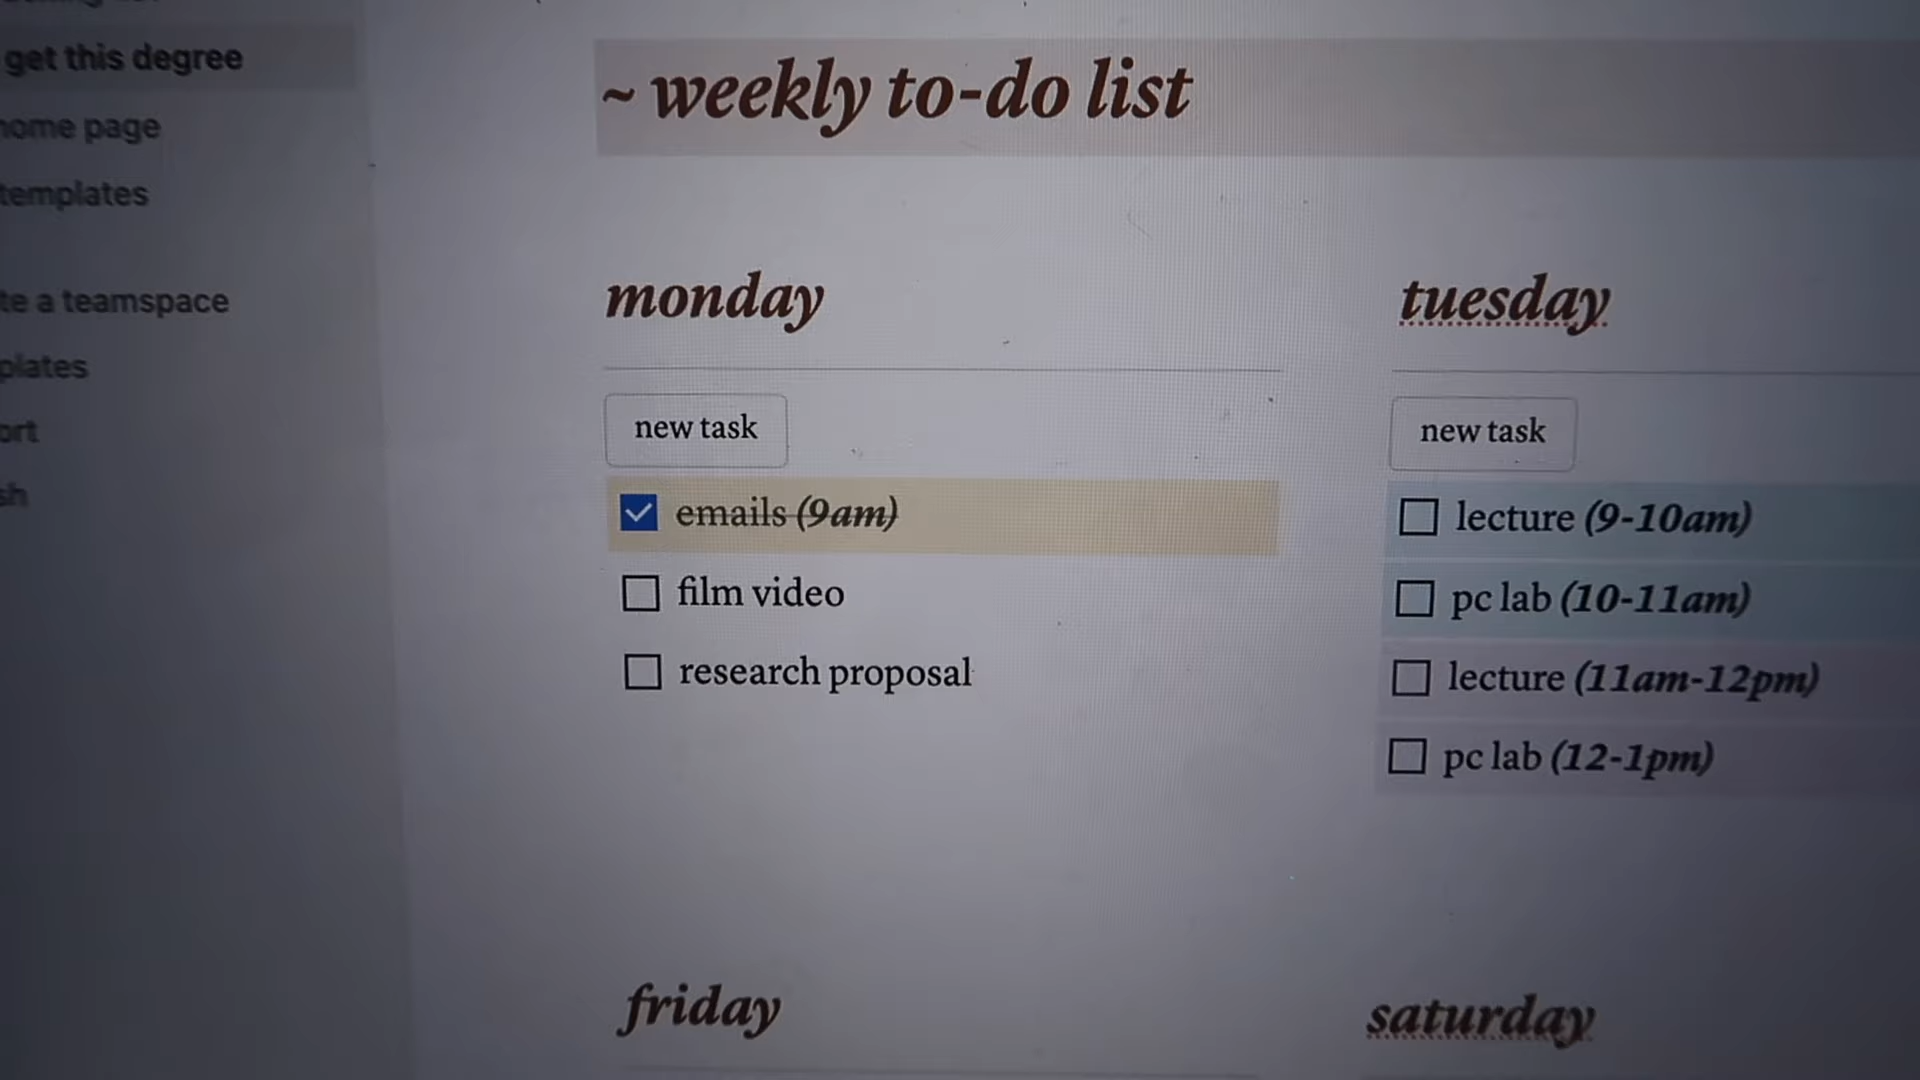 get this degree
home page
templates
te a teamspace
plates
ort
sh
~ weekly to-do list
monday
new task
emails (9am)
film video
research proposal
tuesday
new task
lecture (9-10am)
pc lab (10-11am)
lecture (11am-12pm)
pc lab (12-1pm)
friday
saturday